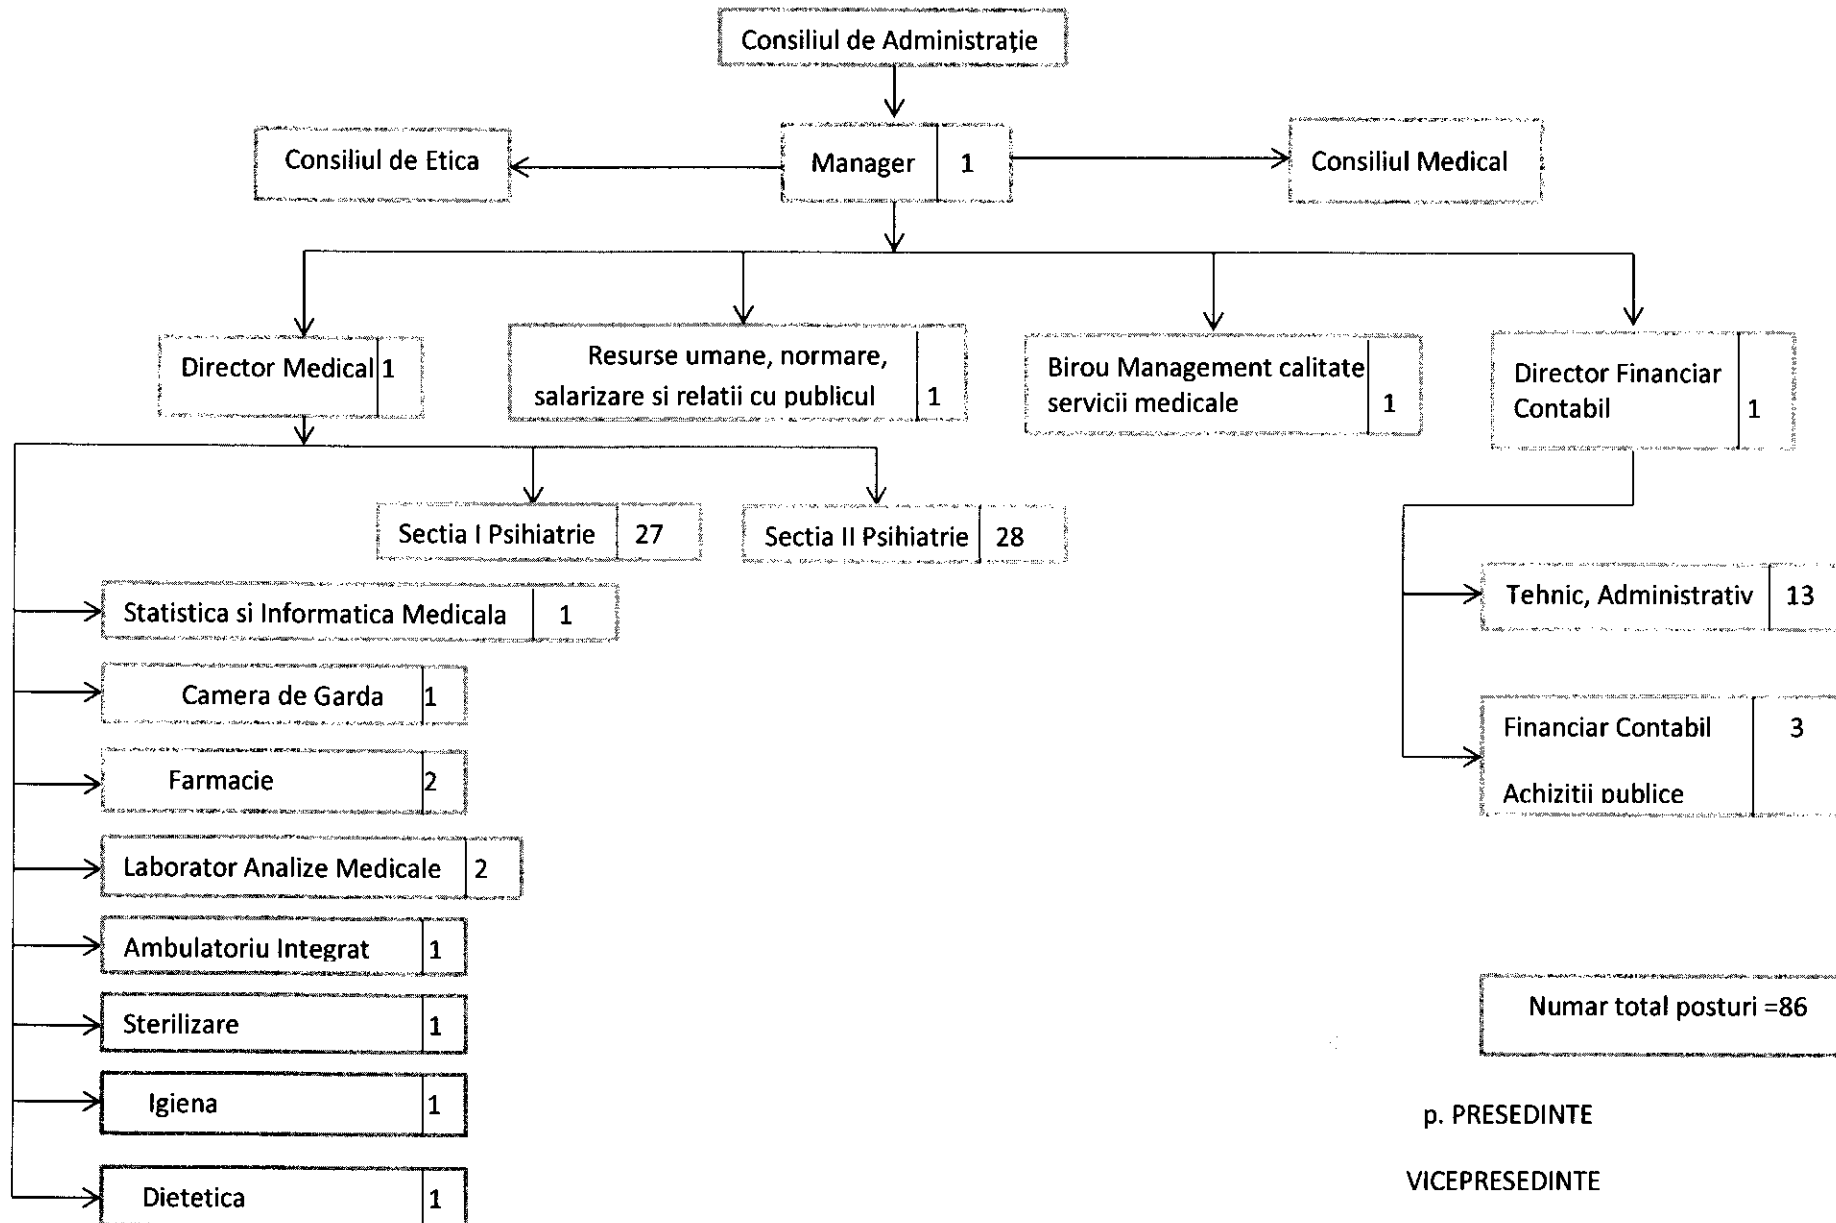 Consiliul de Administrație
Consiliul de Etica
Manager 1
Consiliul Medical
Director Medical 1
Resurse umane, normare,
salarizare si relatii cu publicul 1
Birou Management calitate
servicii medicale 1
Director Financiar
Contabil 1
Sectia I Psihiatrie 27
Sectia II Psihiatrie 28
Statistica si Informatica Medicala 1
Camera de Garda 1
Farmacie 2
Laborator Analize Medicale 2
Ambulatoriu Integrat 1
Sterilizare 1
Igiena 1
Dietetica 1
Tehnic, Administrativ 13
Financiar Contabil 3
Achizitii publice
Numar total posturi =86
p. PRESEDINTE
VICEPRESEDINTE